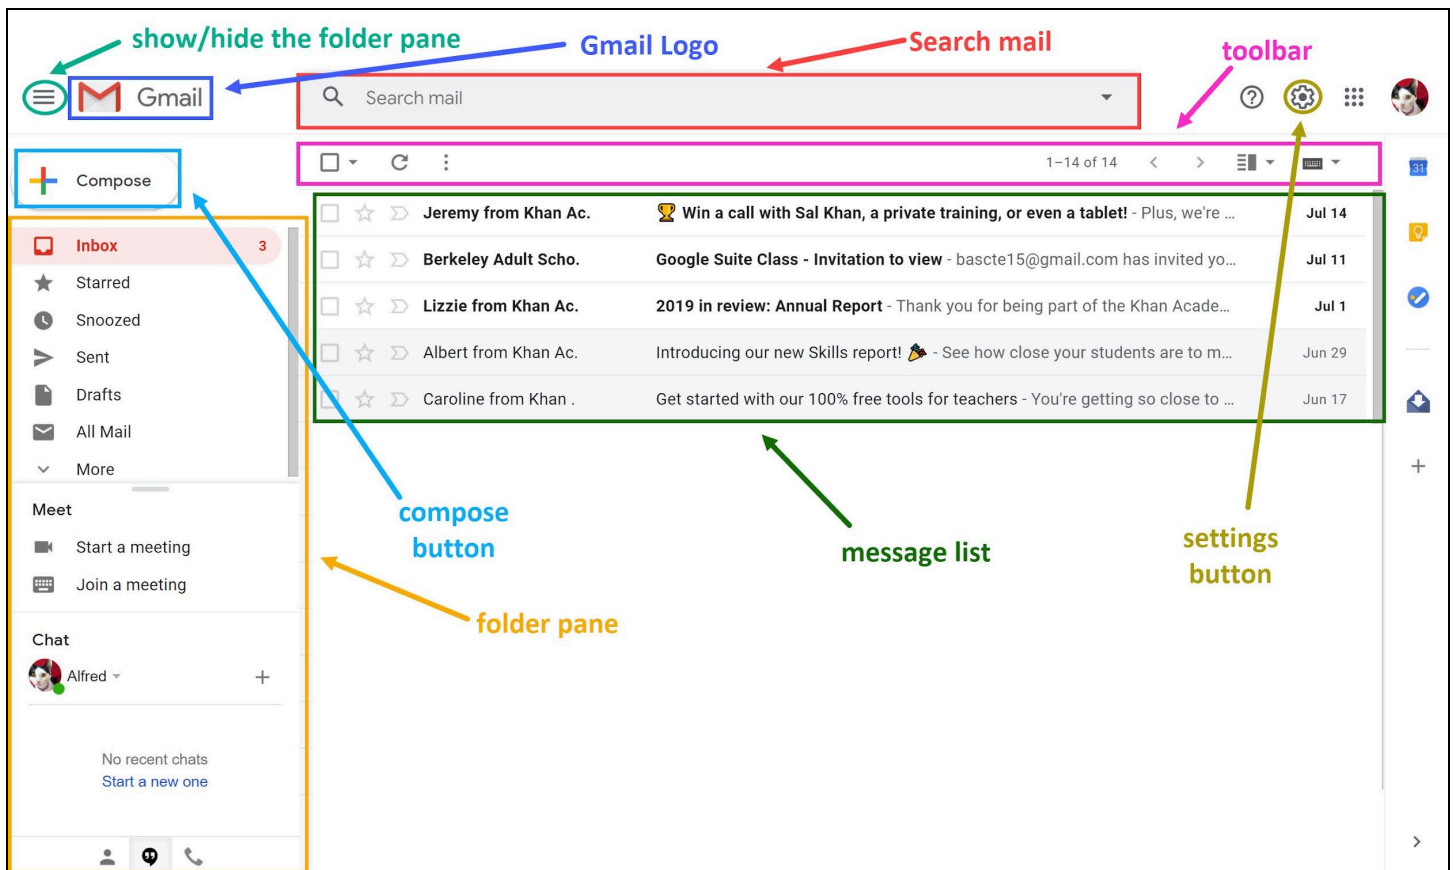 show/hide the folder pane
Gmail Logo
Search mail
toolbar
Gmail
Search mail
Compose
1–14 of 14
31
Inbox 3
Starred
Snoozed
Sent
Drafts
All Mail
More
Jeremy from Khan Ac. 🏆 Win a call with Sal Khan, a private training, or even a tablet! - Plus, we're ... Jul 14
Berkeley Adult Scho. Google Suite Class - Invitation to view - bascte15@gmail.com has invited yo... Jul 11
Lizzie from Khan Ac. 2019 in review: Annual Report - Thank you for being part of the Khan Acade... Jul 1
Albert from Khan Ac. Introducing our new Skills report! 🎉 - See how close your students are to m... Jun 29
Caroline from Khan . Get started with our 100% free tools for teachers - You're getting so close to ... Jun 17
compose
button
message list
settings
button
folder pane
Meet
Start a meeting
Join a meeting
Chat
Alfred
No recent chats
Start a new one